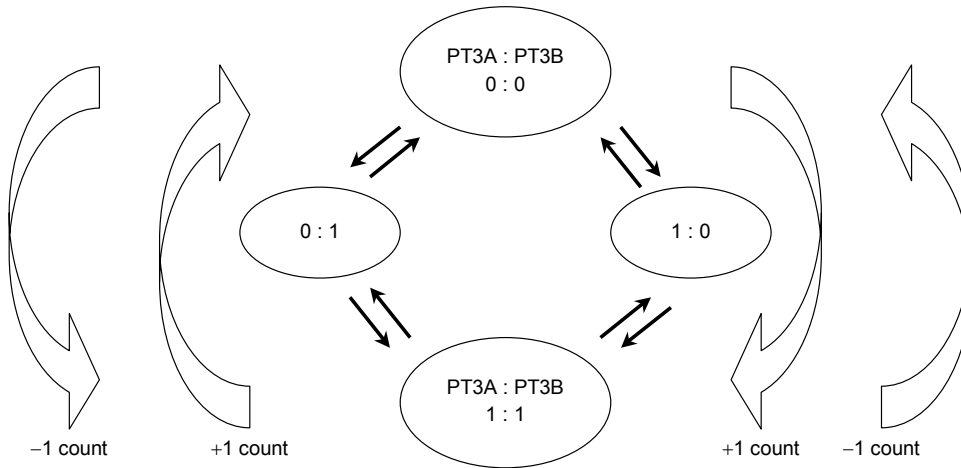 PT3A : PT3B
0 : 0
0 : 1
1 : 0
PT3A : PT3B
1 : 1
−1 count
+1 count
+1 count
−1 count